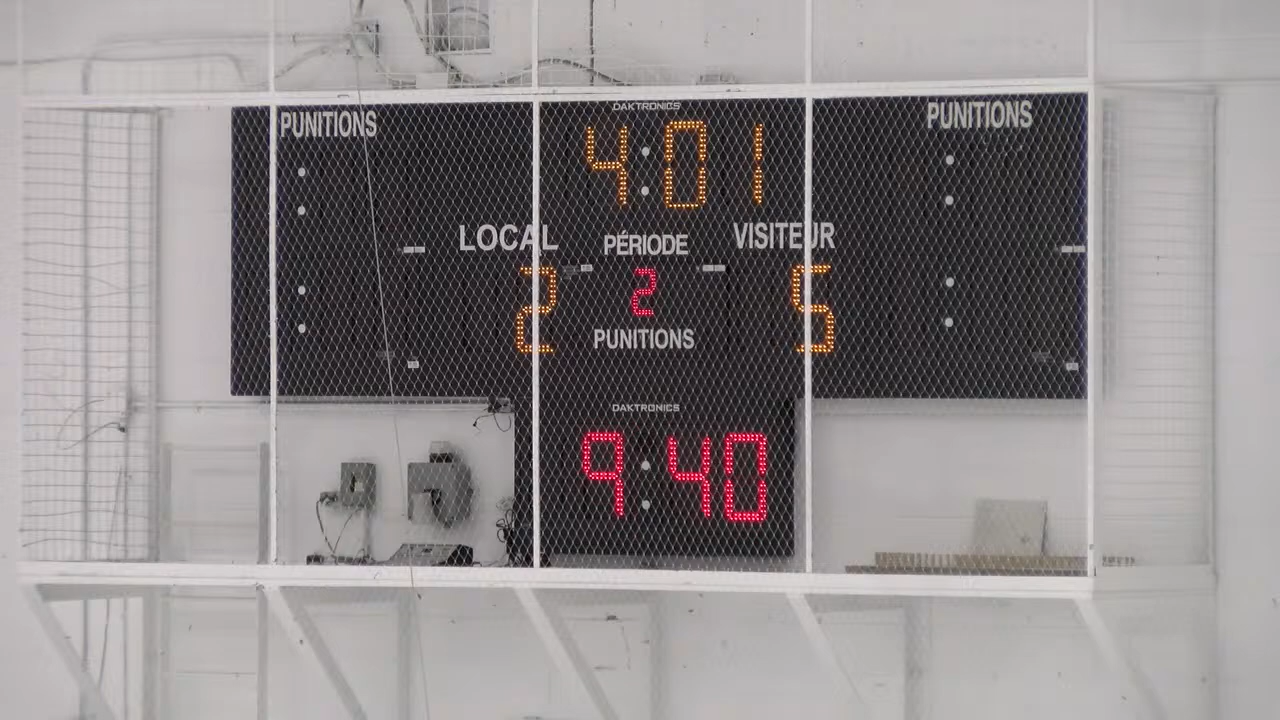 DAKTRONICS
PUNITIONS
4:01
PUNITIONS
LOCAL
PÉRIODE
VISITEUR
2
2
5
PUNITIONS
DAKTRONICS
9:40